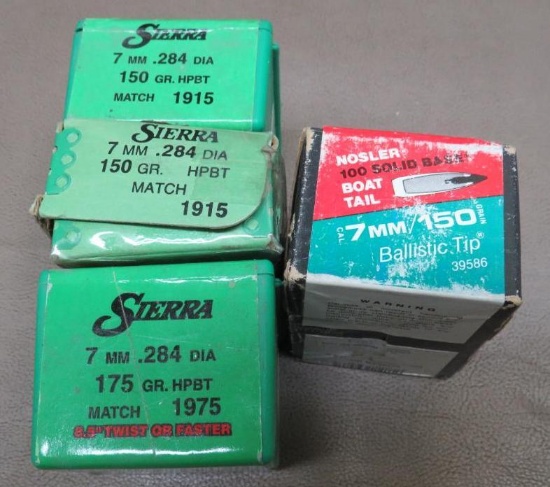 SIERRA
7 MM .284 DIA
150 GR. HPBT
MATCH 1915
SIERRA
7 MM .284 DIA
150 GR. HPBT
MATCH
1915
SIERRA
7 MM .284 DIA
175 GR. HPBT
MATCH 1975
8.5" TWIST OR FASTER
NOSLER
100 SOLID BASE®
BOAT
TAIL
CAL. 7MM/150 GRAIN
Ballistic Tip®
39586
WARNING